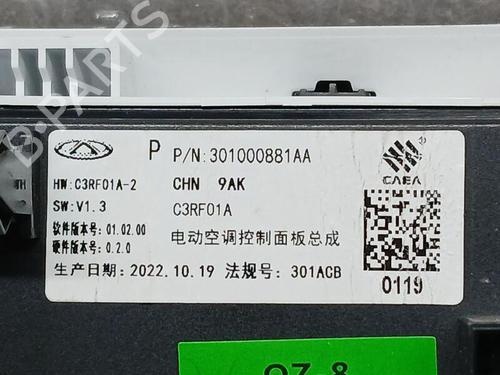 P P/N:301000881AA
HW:C3RF01A-2 CHN 9AK
CAEA
SW:V1.3 C3RF01A
软件版本号: 01.02.00
硬件版本号: 0.2.0
电动空调控制面板总成
生产日期:2022.10.19 法规号: 301ACB
0119
B-PARTS